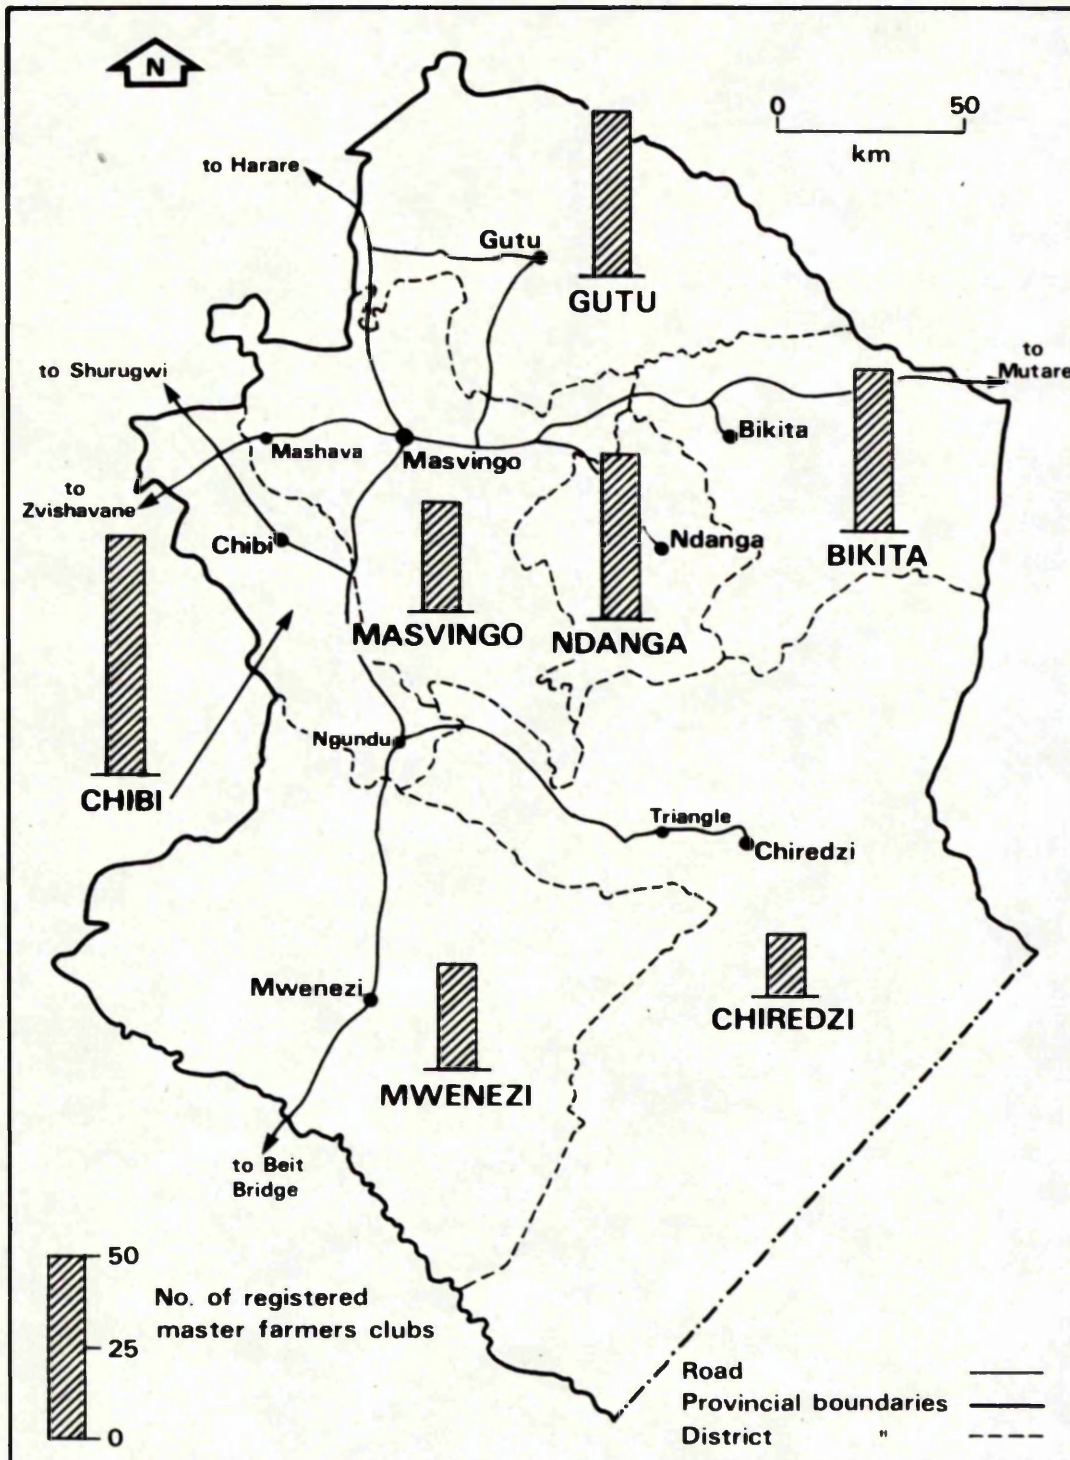 N
0 50
km
to Harare
Gutu
GUTU
to Shurugwi
to
Mutare
Mashava
Masvingo
Bikita
to
Zvishavane
Chibi
Ndanga
BIKITA
MASVINGO
NDANGA
Ngundu
CHIBI
Triangle
Chiredzi
Mwenezi
CHIREDZI
MWENEZI
to Beit
Bridge
50
25
0
No. of registered
master farmers clubs
Road
Provincial boundaries
District "